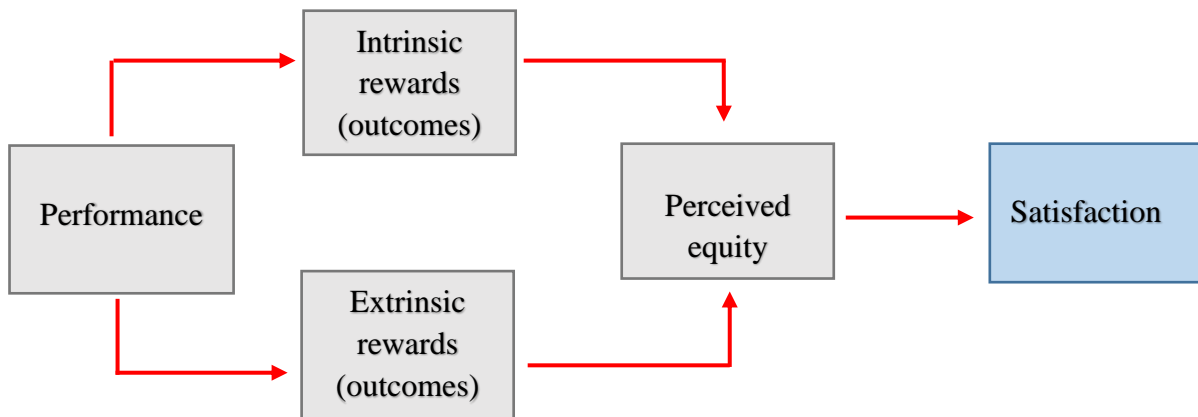 Intrinsic
rewards
(outcomes)
Performance
Perceived
equity
Satisfaction
Extrinsic
rewards
(outcomes)